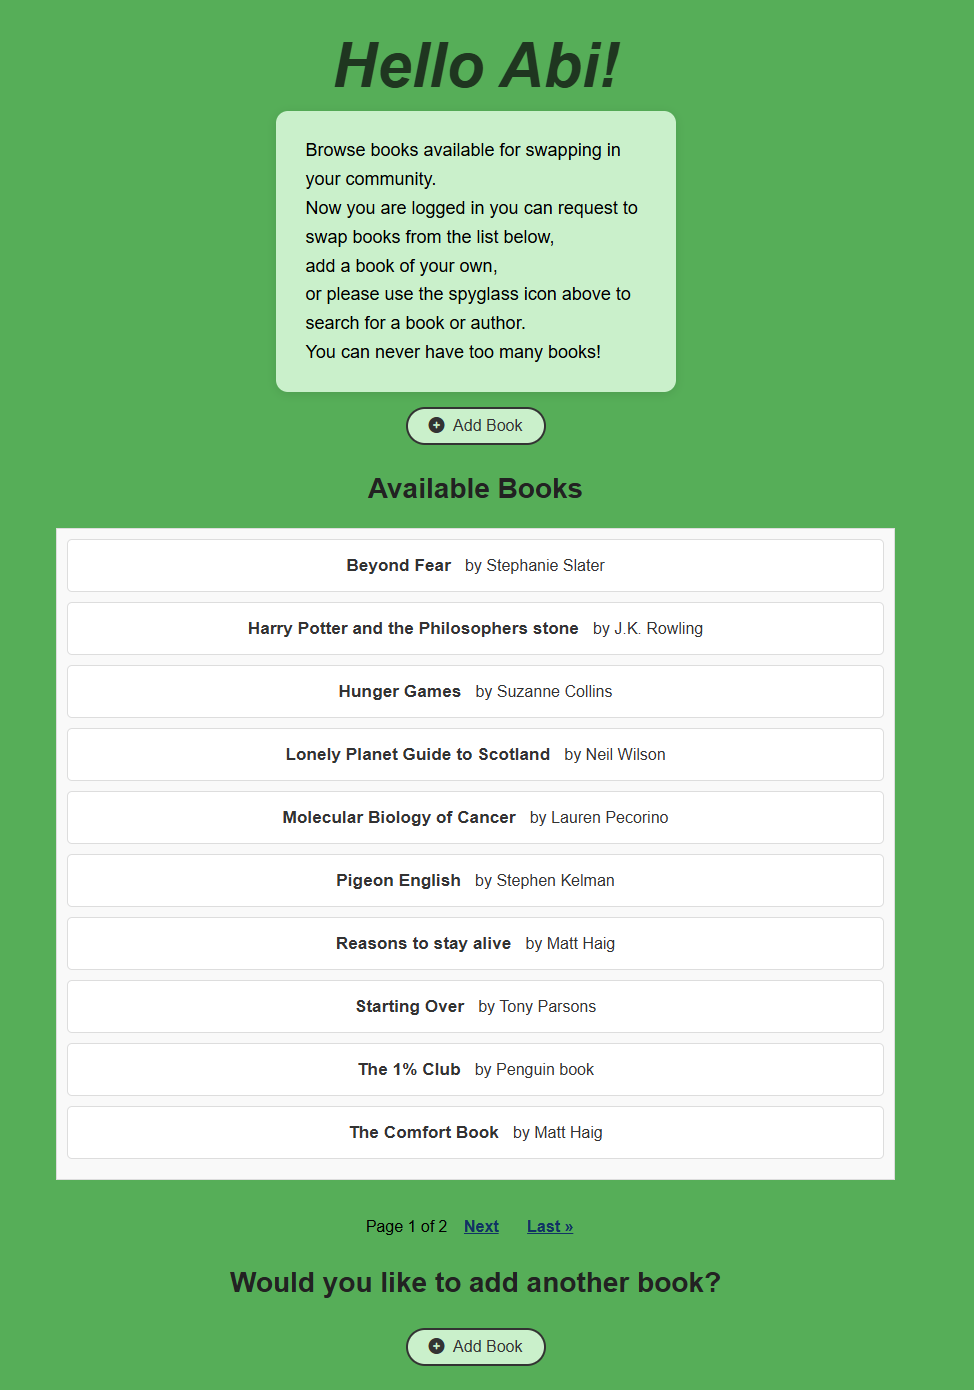 Hello Abi!
Browse books available for swapping in
your community.
Now you are logged in you can request to
swap books from the list below,
add a book of your own,
or please use the spyglass icon above to
search for a book or author.
You can never have too many books!
Add Book
Available Books
Beyond Fear by Stephanie Slater
Harry Potter and the Philosophers stone by J.K. Rowling
Hunger Games by Suzanne Collins
Lonely Planet Guide to Scotland by Neil Wilson
Molecular Biology of Cancer by Lauren Pecorino
Pigeon English by Stephen Kelman
Reasons to stay alive by Matt Haig
Starting Over by Tony Parsons
The 1% Club by Penguin book
The Comfort Book by Matt Haig
Page 1 of 2 Next Last »
Would you like to add another book?
Add Book